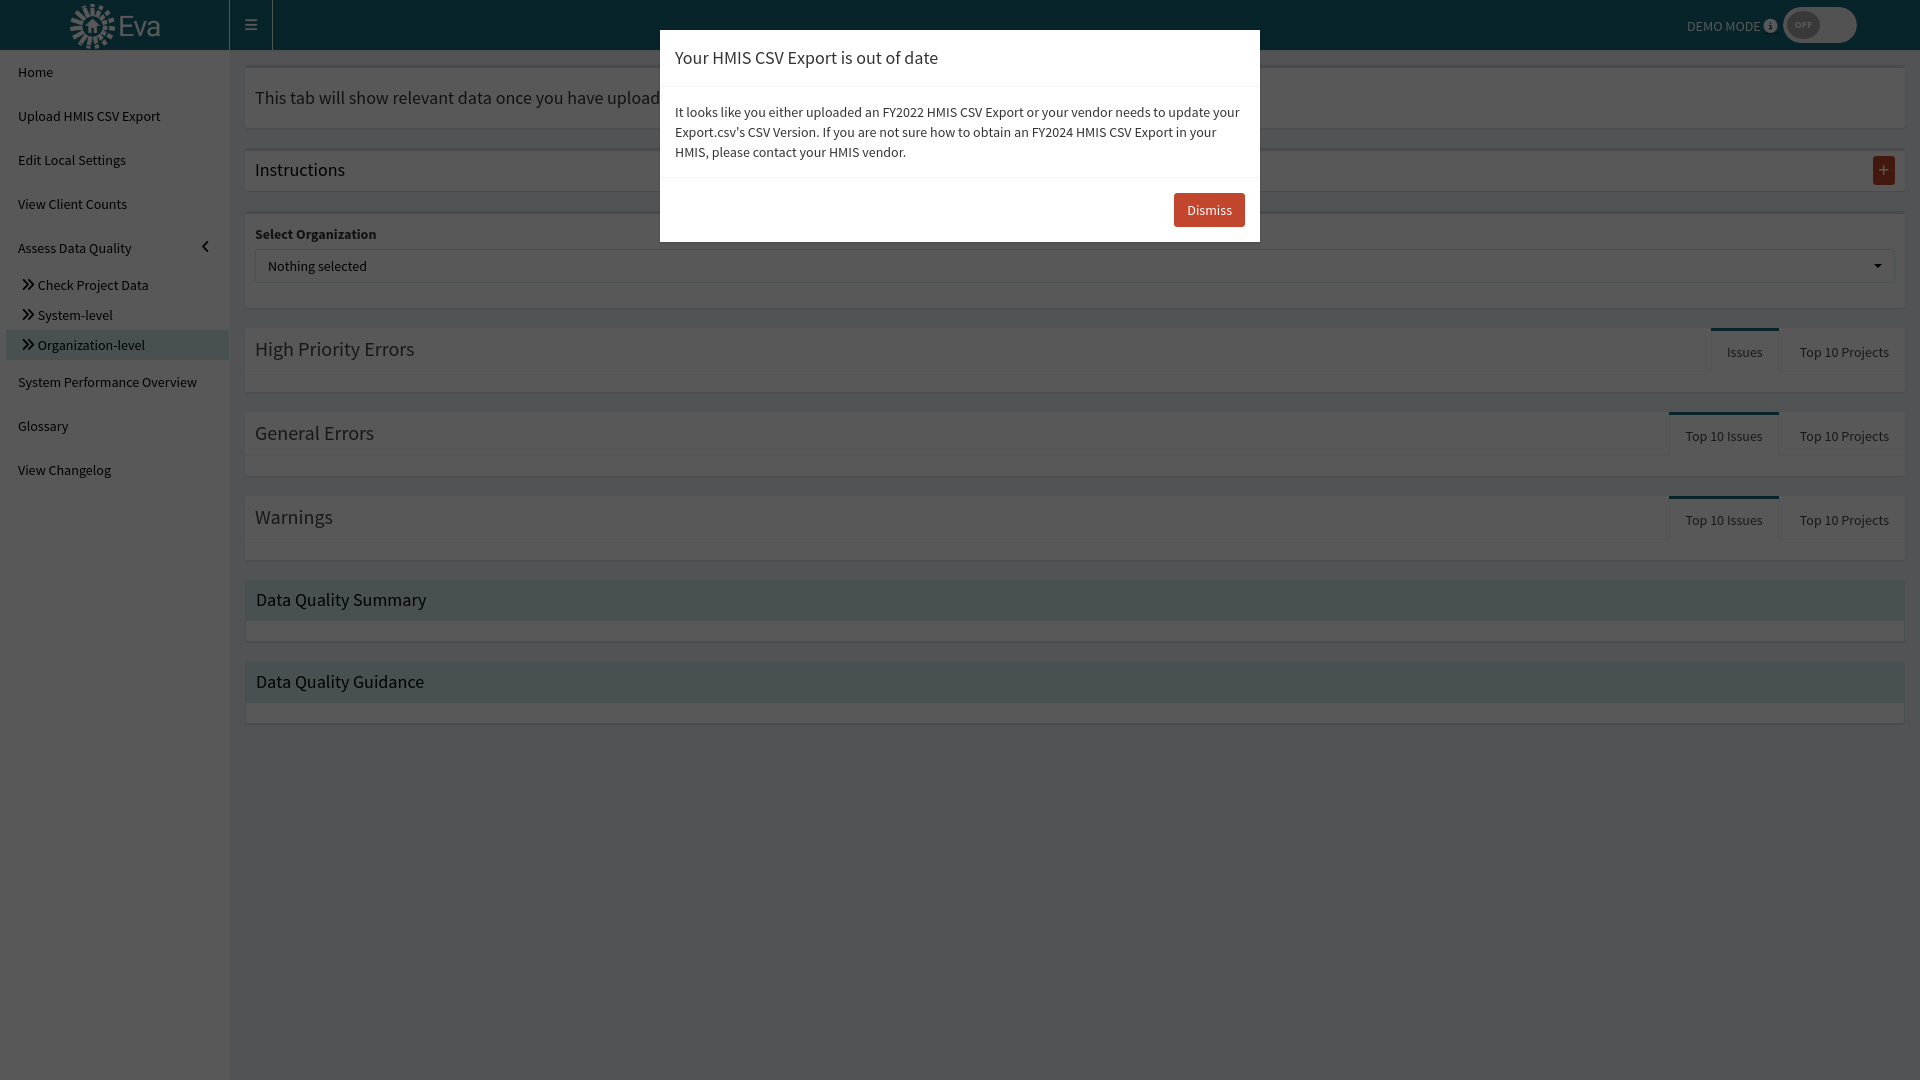 Eva
DEMO MODE
OFF
Home
Upload HMIS CSV Export
Edit Local Settings
View Client Counts
Assess Data Quality
Check Project Data
System-level
Organization-level
System Performance Overview
Glossary
View Changelog
Your HMIS CSV Export is out of date
It looks like you either uploaded an FY2022 HMIS CSV Export or your vendor needs to update your
Export.csv's CSV Version. If you are not sure how to obtain an FY2024 HMIS CSV Export in your
HMIS, please contact your HMIS vendor.
Dismiss
This tab will show relevant data once you have upload
Instructions
+
Select Organization
Nothing selected
High Priority Errors
Issues
Top 10 Projects
General Errors
Top 10 Issues
Top 10 Projects
Warnings
Top 10 Issues
Top 10 Projects
Data Quality Summary
Data Quality Guidance